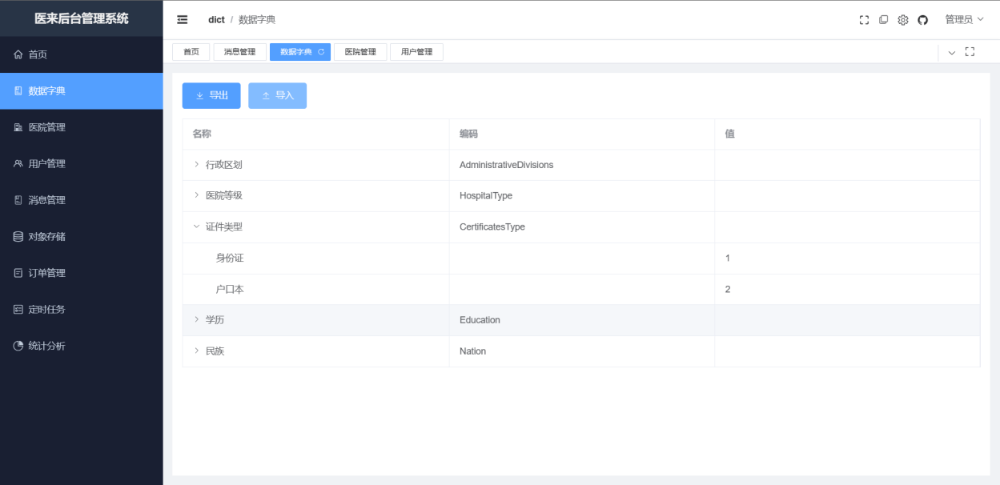 医来后台管理系统
dict / 数据字典
管理员
首页
消息管理
数据字典
医院管理
用户管理
首页
数据字典
医院管理
用户管理
消息管理
对象存储
订单管理
定时任务
统计分析
导出
导入
名称 编码 值
行政区划 AdministrativeDivisions
医院等级 HospitalType
证件类型 CertificatesType
身份证 1
户口本 2
学历 Education
民族 Nation